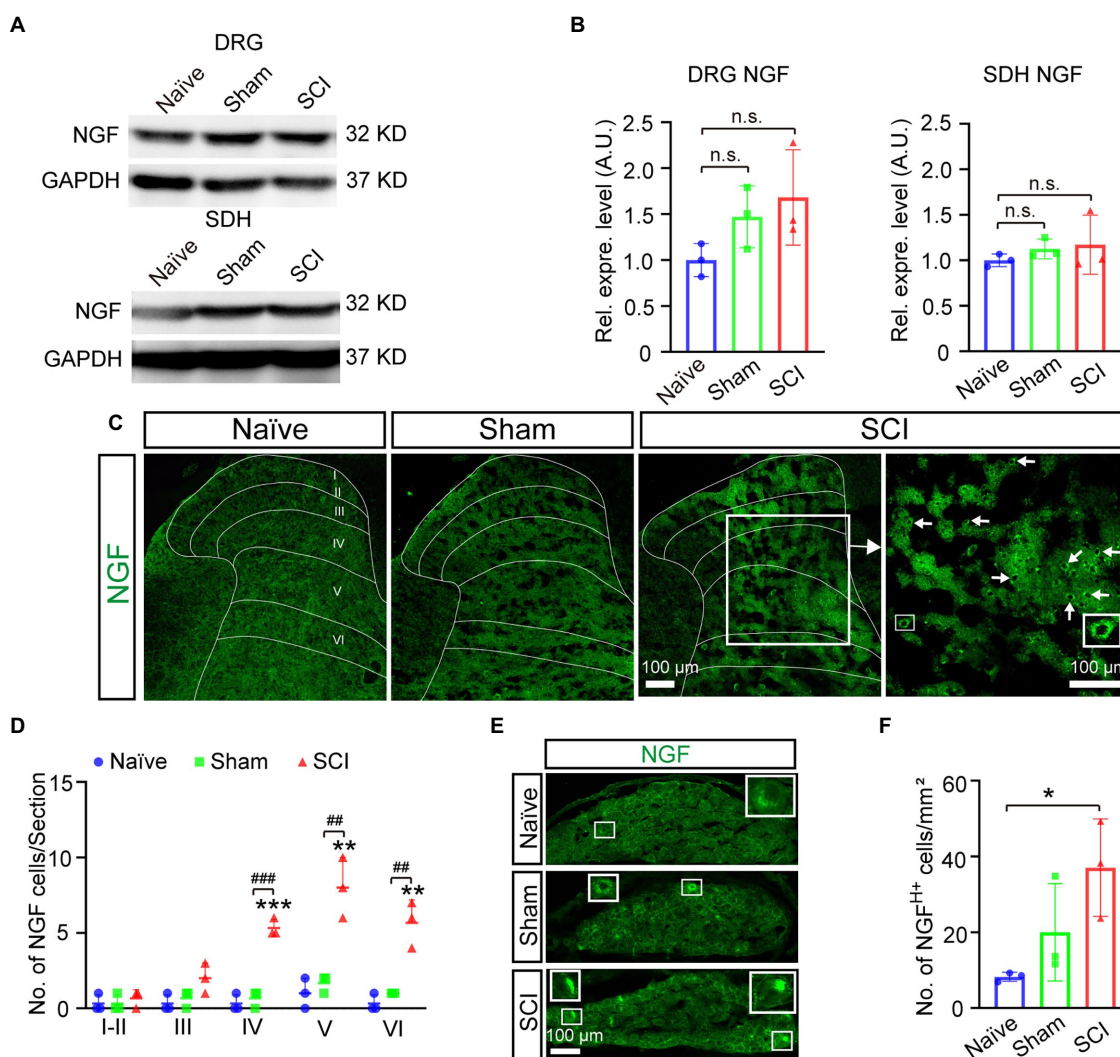 A
DRG
Naïve Sham SCI
NGF 32 KD
GAPDH 37 KD
SDH
Naïve Sham SCI
NGF 32 KD
GAPDH 37 KD
B
DRG NGF
Rel. expre. level (A.U.)
2.5
2.0
1.5
1.0
0.5
0
n.s.
n.s.
Naïve Sham SCI
SDH NGF
Rel. expre. level (A.U.)
2.5
2.0
1.5
1.0
0.5
0
n.s.
n.s.
Naïve Sham SCI
C
Naïve Sham SCI
NGF
I
II
III
IV
V
VI
100 µm
100 µm
D
Naïve Sham SCI
No. of NGF cells/Section
15
10
5
0
###
***
##
**
##
**
I-II III IV V VI
E
NGF
Naïve
Sham
SCI
100 µm
F
No. of NGF^H+ cells/mm²
60
40
20
0
*
Naïve Sham SCI